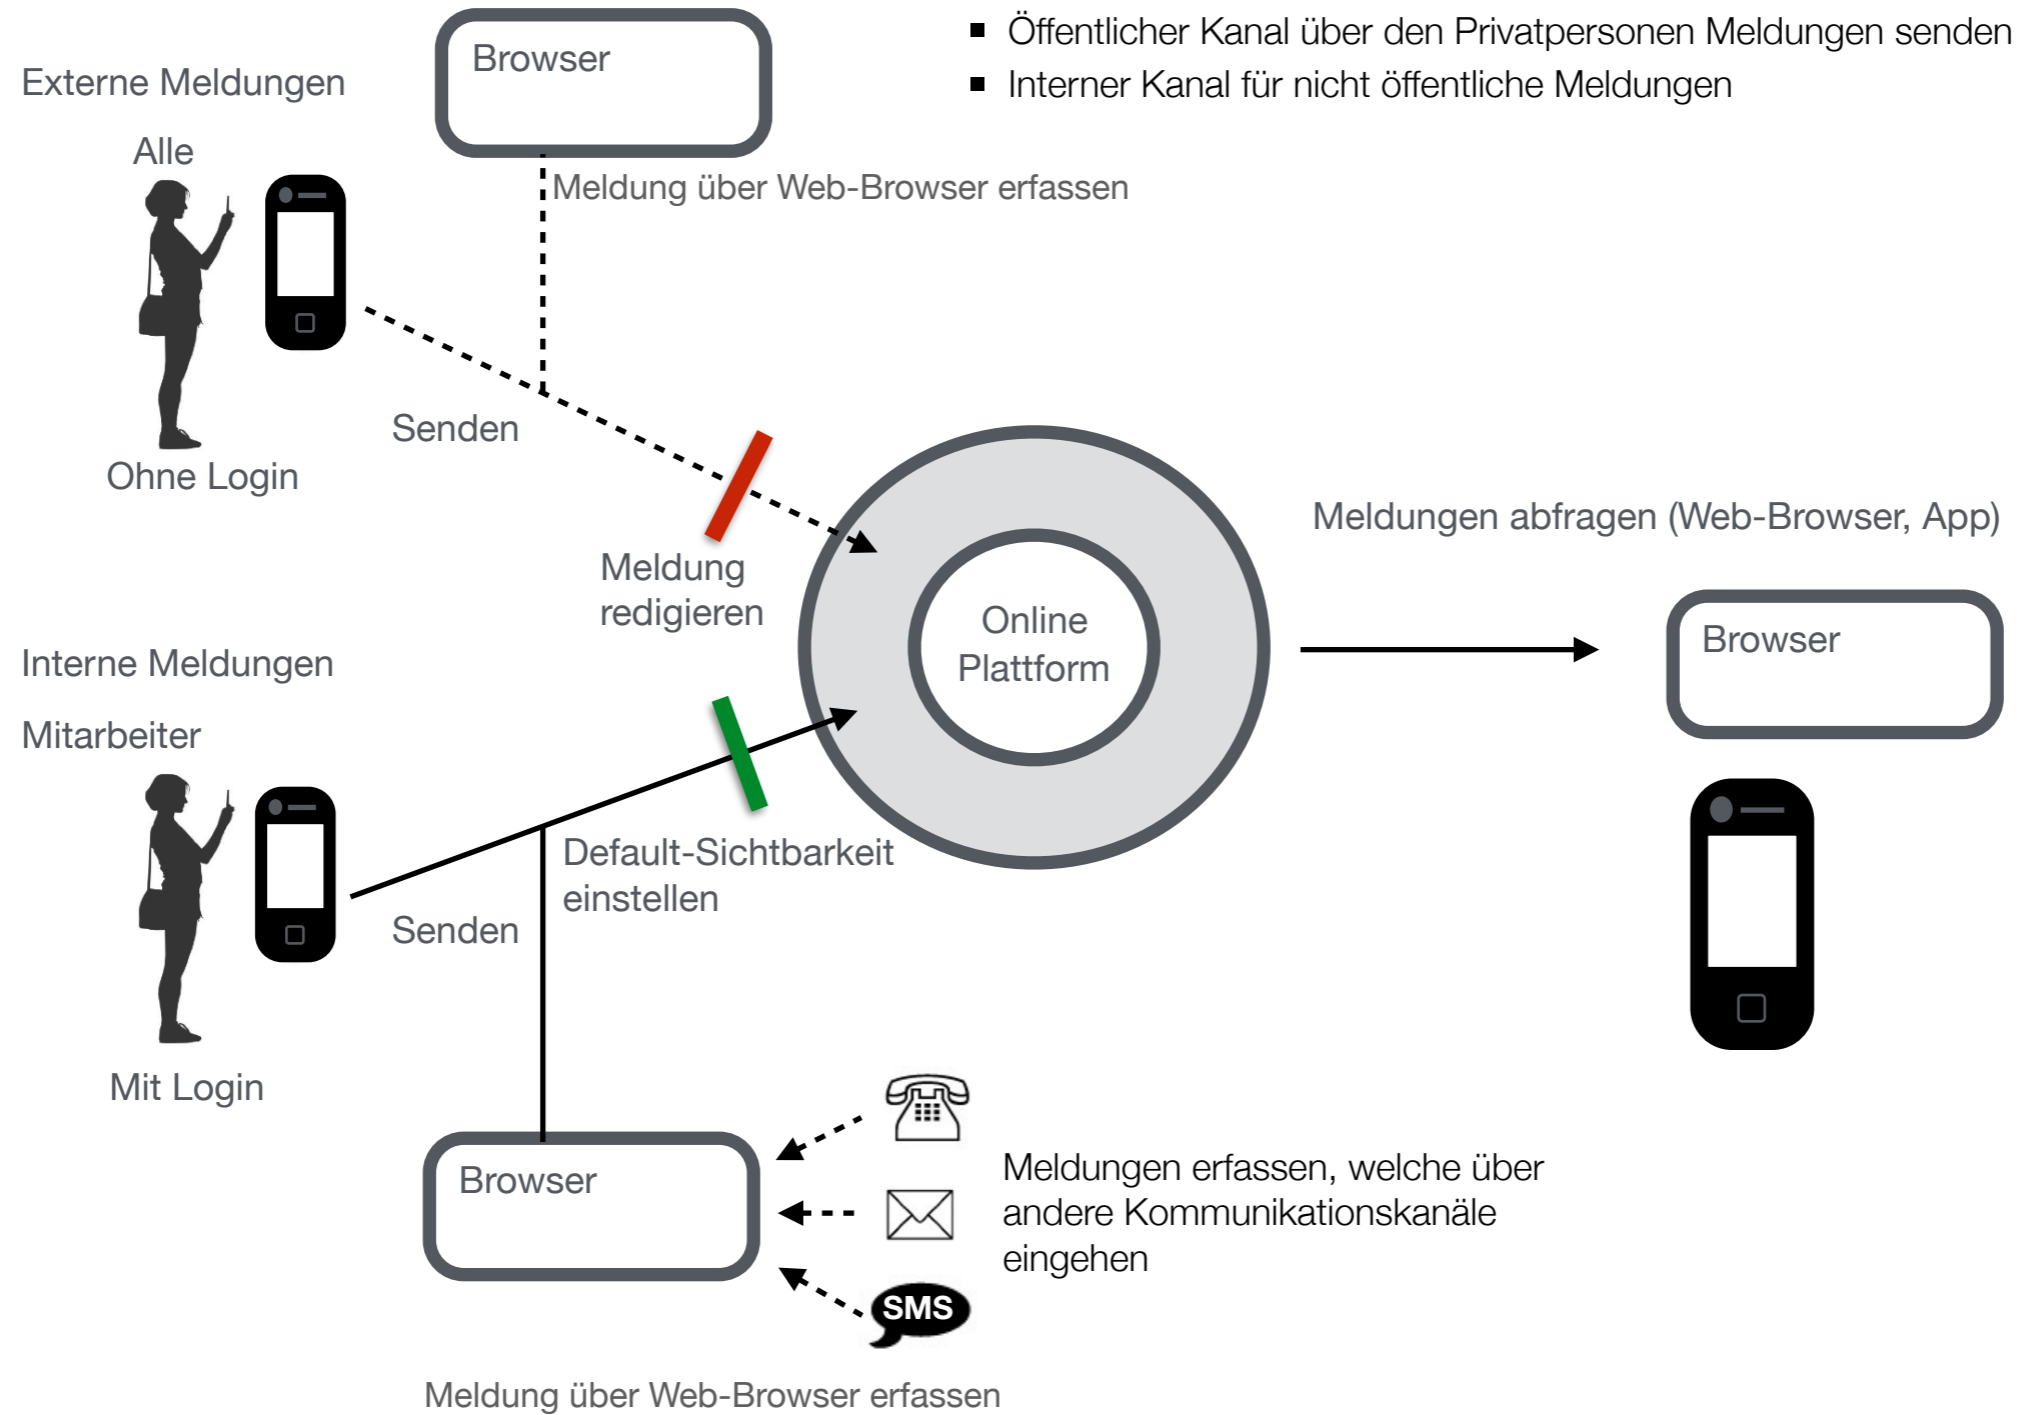 Öffentlicher Kanal über den Privatpersonen Meldungen senden
Interner Kanal für nicht öffentliche Meldungen
Externe Meldungen
Browser
Alle
Meldung über Web-Browser erfassen
Senden
Ohne Login
Meldung
redigieren
Online
Plattform
Meldungen abfragen (Web-Browser, App)
Browser
Interne Meldungen
Mitarbeiter
Default-Sichtbarkeit
einstellen
Senden
Mit Login
Browser
Meldungen erfassen, welche über
andere Kommunikationskanäle
eingehen
SMS
Meldung über Web-Browser erfassen